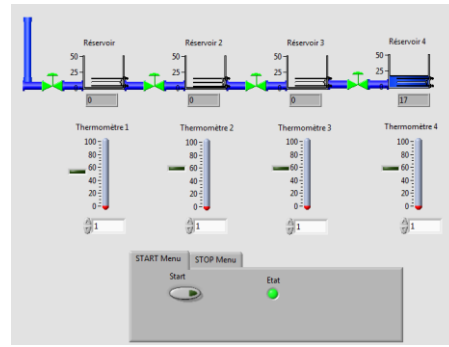 Réservoir Réservoir 2 Réservoir 3 Réservoir 4
50 50 50 50
25 25 25 25
0 0 0 17
Thermomètre 1 Thermomètre 2 Thermomètre 3 Thermomètre 4
100 100 100 100
80 80 80 80
60 60 60 60
40 40 40 40
20 20 20 20
0 0 0 0
1 1 1 1
START Menu STOP Menu
Start Etat